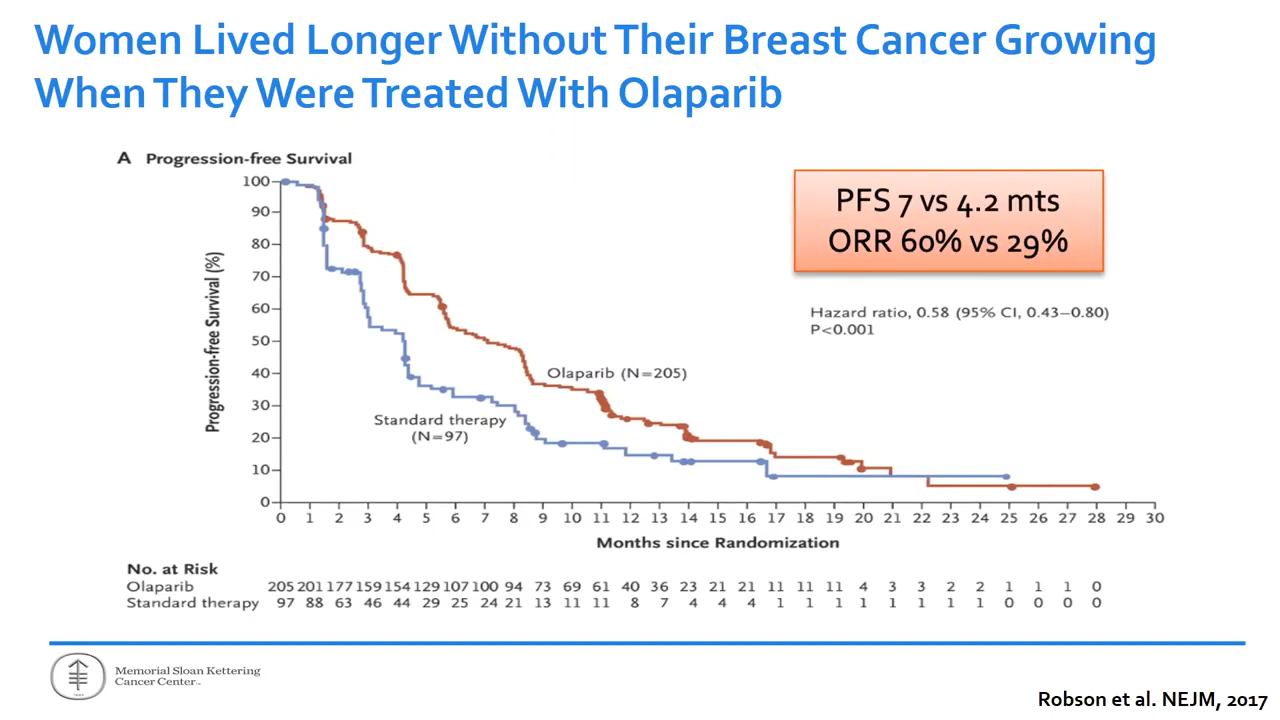 Women Lived Longer Without Their Breast Cancer Growing
When They Were Treated With Olaparib
A Progression-free Survival
PFS 7 vs 4.2 mts
ORR 60% vs 29%
Hazard ratio, 0.58 (95% CI, 0.43–0.80)
P<0.001
Progression-free Survival (%)
100
90
80
70
60
50
40
30
20
10
0
Olaparib (N=205)
Standard therapy
(N=97)
0 1 2 3 4 5 6 7 8 9 10 11 12 13 14 15 16 17 18 19 20 21 22 23 24 25 26 27 28 29 30
Months since Randomization
No. at Risk
Olaparib 205 201 177 159 154 129 107 100 94 73 69 61 40 36 23 21 21 11 11 11 4 3 3 2 2 1 1 1 0
Standard therapy 97 88 63 46 44 29 25 24 21 13 11 11 8 7 4 4 4 1 1 1 1 1 1 1 1 0 0 0 0
Memorial Sloan Kettering
Cancer Center
Robson et al. NEJM, 2017